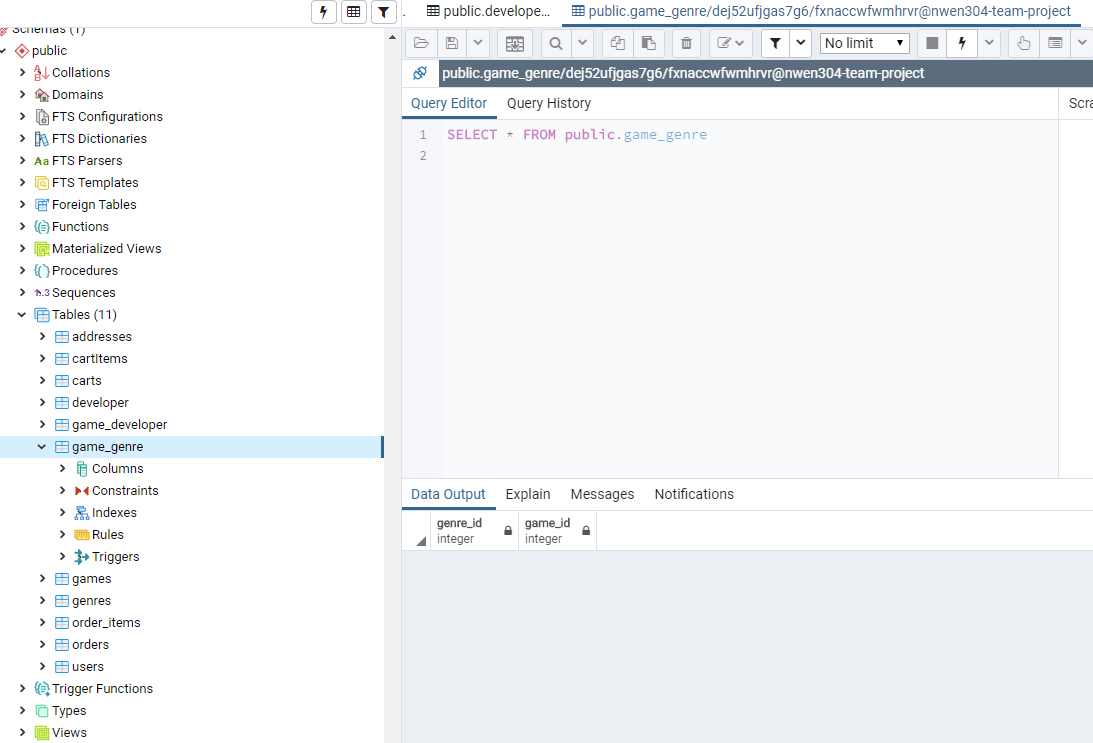 Schemas (1)
public
Collations
Domains
FTS Configurations
FTS Dictionaries
Aa FTS Parsers
FTS Templates
Foreign Tables
Functions
Materialized Views
Procedures
1..3 Sequences
Tables (11)
addresses
cartItems
carts
developer
game_developer
game_genre
Columns
Constraints
Indexes
Rules
Triggers
games
genres
order_items
orders
users
Trigger Functions
Types
Views
public.develope...
public.game_genre/dej52ufjgas7g6/fxnaccwfwmhrvr@nwen304-team-project
No limit
public.game_genre/dej52ufjgas7g6/fxnaccwfwmhrvr@nwen304-team-project
Query Editor Query History Scra
1 SELECT * FROM public.game_genre
2
Data Output Explain Messages Notifications
genre_id game_id
integer integer